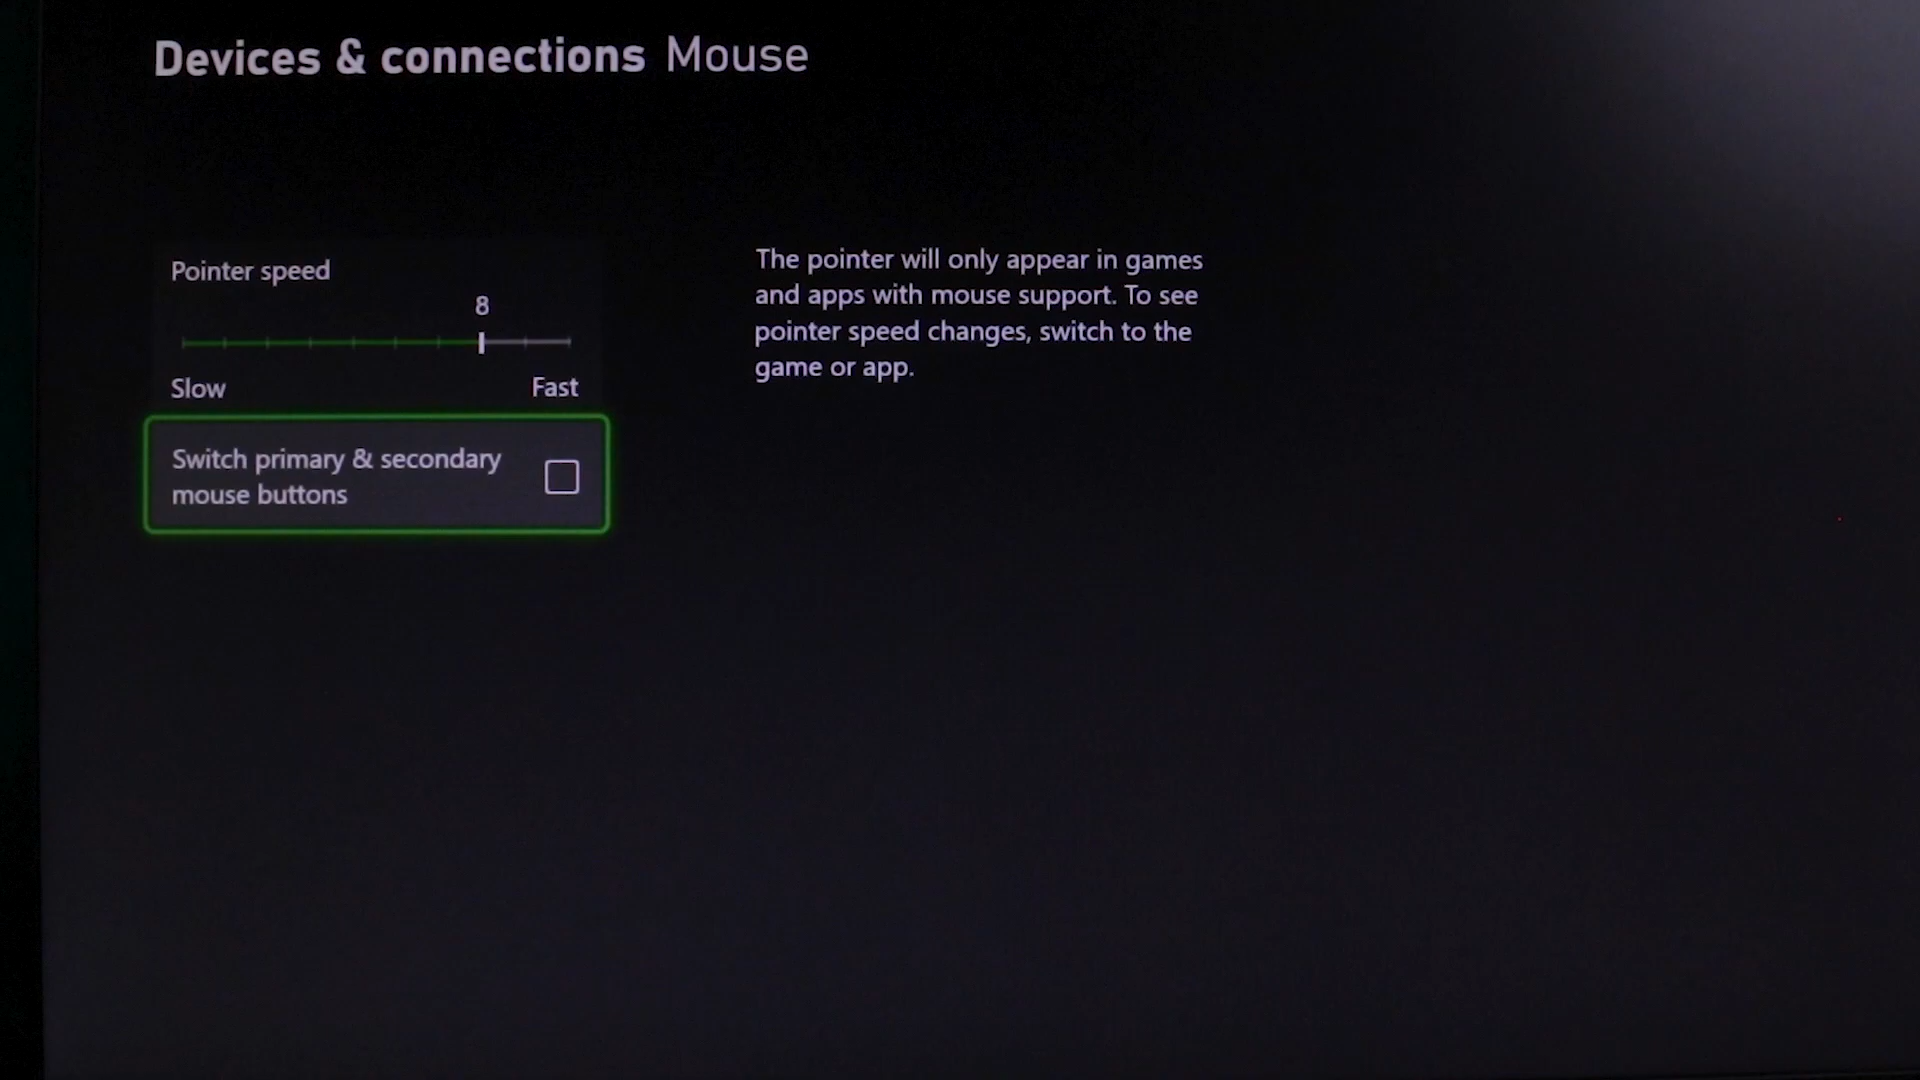 Devices & connections Mouse
Pointer speed
8
Slow Fast
Switch primary & secondary
mouse buttons
The pointer will only appear in games
and apps with mouse support. To see
pointer speed changes, switch to the
game or app.